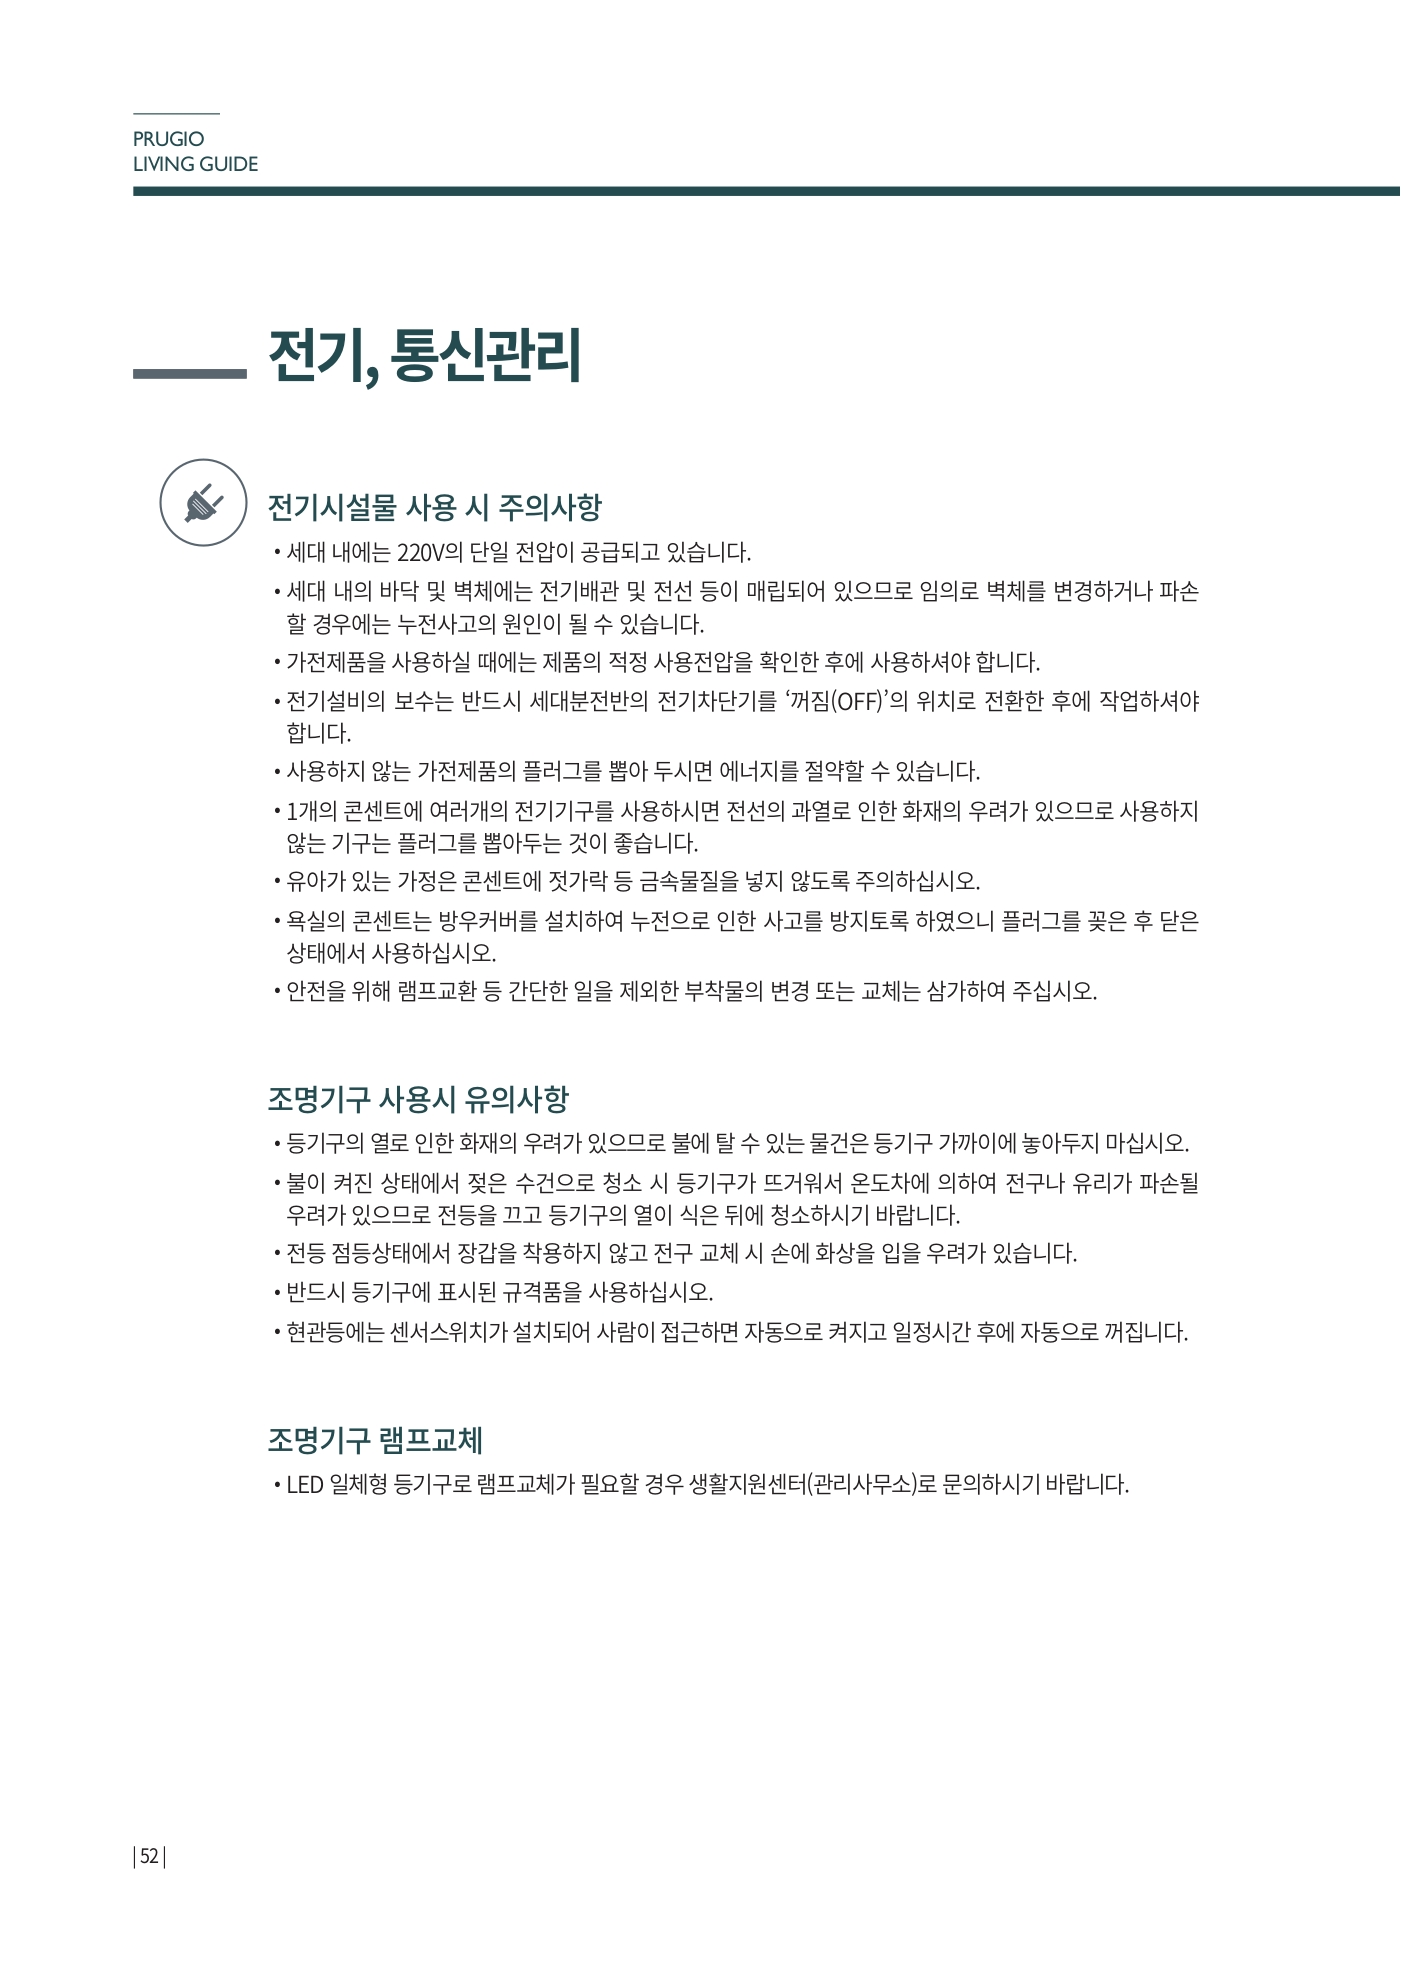 PRUGIO
LIVING GUIDE
전기, 통신관리
전기시설물 사용 시 주의사항
• 세대 내에는 220V의 단일 전압이 공급되고 있습니다.
• 세대 내의 바닥 및 벽체에는 전기배관 및 전선 등이 매립되어 있으므로 임의로 벽체를 변경하거나 파손
할 경우에는 누전사고의 원인이 될 수 있습니다.
• 가전제품을 사용하실 때에는 제품의 적정 사용전압을 확인한 후에 사용하셔야 합니다.
• 전기설비의 보수는 반드시 세대분전반의 전기차단기를 ‘꺼짐(OFF)’의 위치로 전환한 후에 작업하셔야
합니다.
• 사용하지 않는 가전제품의 플러그를 뽑아 두시면 에너지를 절약할 수 있습니다.
• 1개의 콘센트에 여러개의 전기기구를 사용하시면 전선의 과열로 인한 화재의 우려가 있으므로 사용하지
않는 기구는 플러그를 뽑아두는 것이 좋습니다.
• 유아가 있는 가정은 콘센트에 젓가락 등 금속물질을 넣지 않도록 주의하십시오.
• 욕실의 콘센트는 방우커버를 설치하여 누전으로 인한 사고를 방지토록 하였으니 플러그를 꽂은 후 닫은
상태에서 사용하십시오.
• 안전을 위해 램프교환 등 간단한 일을 제외한 부착물의 변경 또는 교체는 삼가하여 주십시오.
조명기구 사용시 유의사항
• 등기구의 열로 인한 화재의 우려가 있으므로 불에 탈 수 있는 물건은 등기구 가까이에 놓아두지 마십시오.
• 불이 켜진 상태에서 젖은 수건으로 청소 시 등기구가 뜨거워서 온도차에 의하여 전구나 유리가 파손될
우려가 있으므로 전등을 끄고 등기구의 열이 식은 뒤에 청소하시기 바랍니다.
• 전등 점등상태에서 장갑을 착용하지 않고 전구 교체 시 손에 화상을 입을 우려가 있습니다.
• 반드시 등기구에 표시된 규격품을 사용하십시오.
• 현관등에는 센서스위치가 설치되어 사람이 접근하면 자동으로 켜지고 일정시간 후에 자동으로 꺼집니다.
조명기구 램프교체
• LED 일체형 등기구로 램프교체가 필요할 경우 생활지원센터(관리사무소)로 문의하시기 바랍니다.
| 52 |